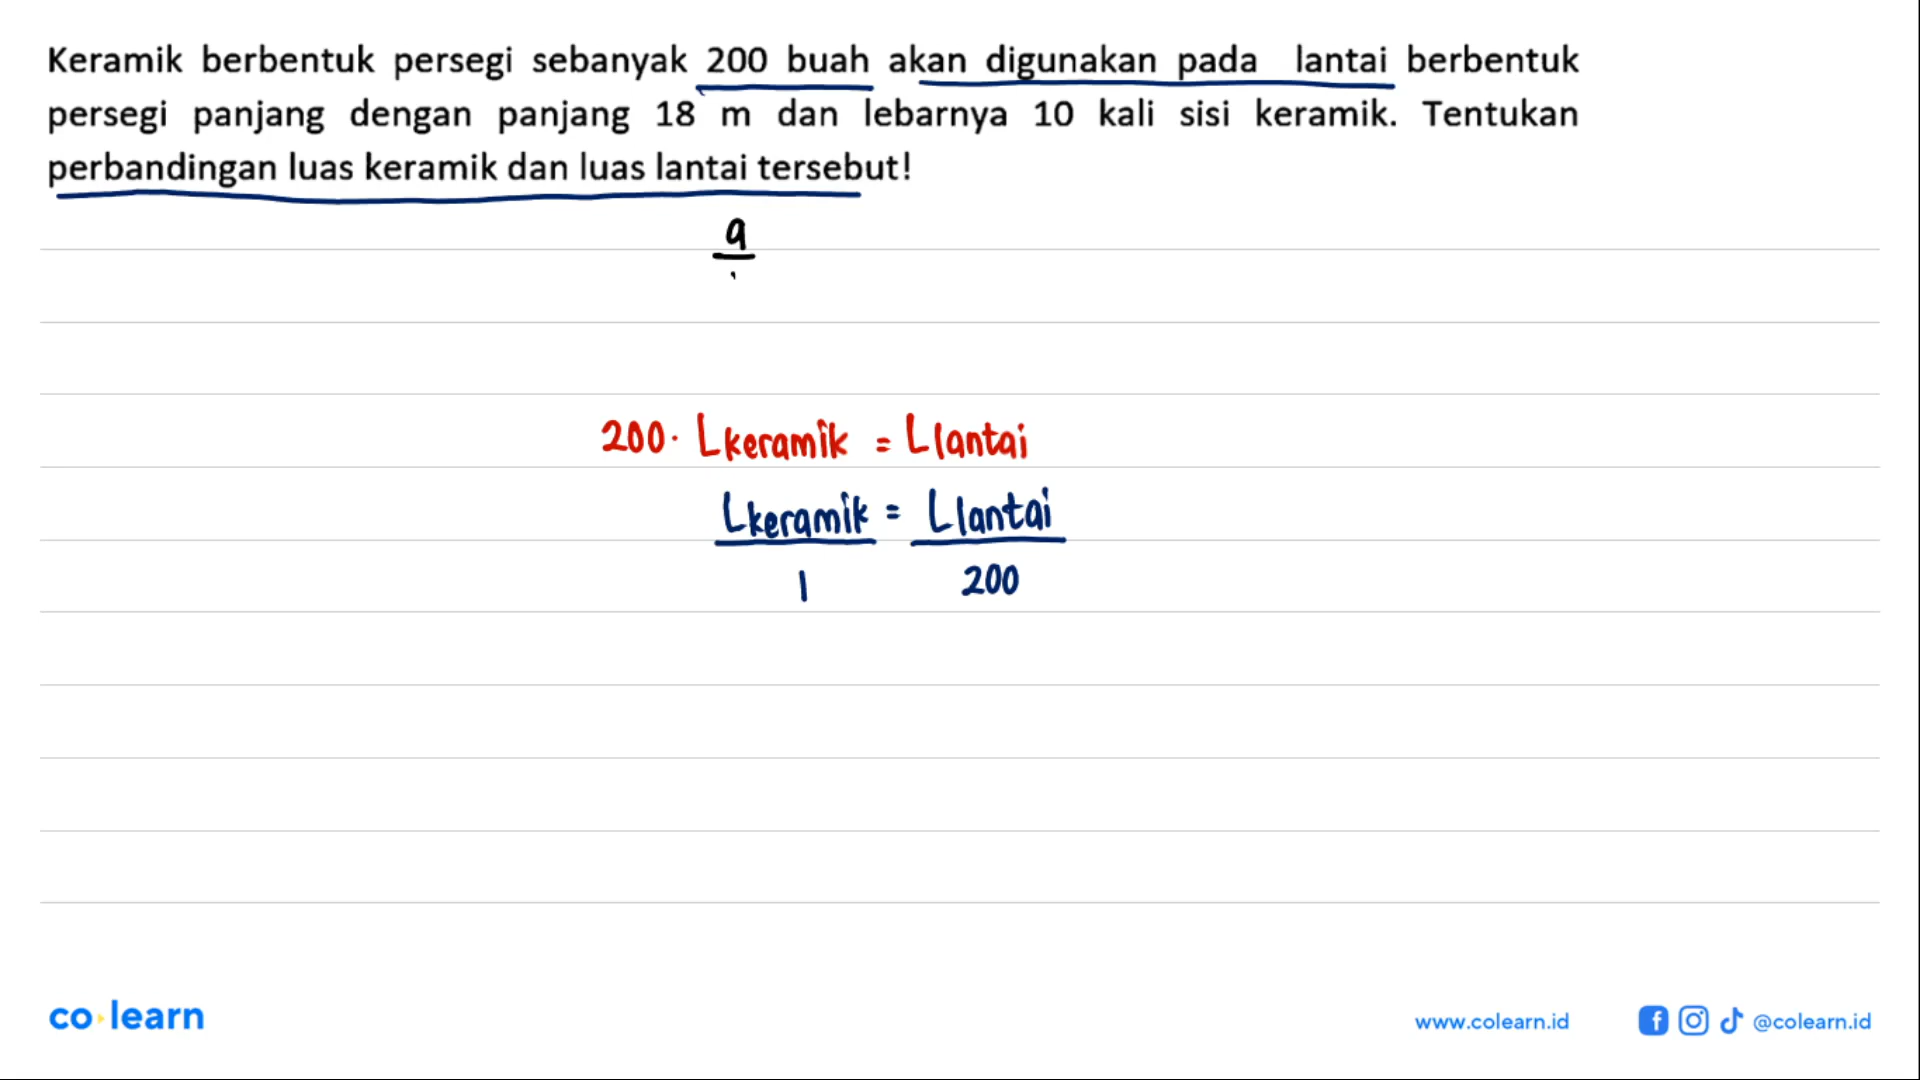 Keramik berbentuk persegi sebanyak 200 buah akan digunakan pada lantai berbentuk
persegi panjang dengan panjang 18 m dan lebarnya 10 kali sisi keramik. Tentukan
perbandingan luas keramik dan luas lantai tersebut!
a
200. Lkeramik = Llantai
Lkeramik = Llantai
1 200
co learn
www.colearn.id @colearn.id